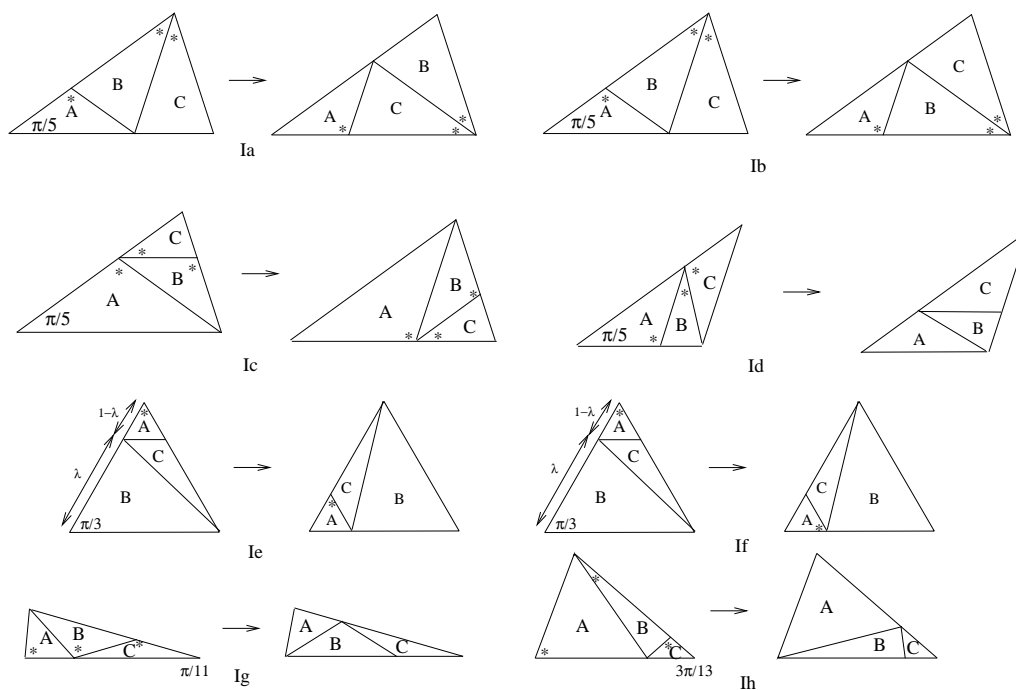 * * * A B C π/5 → * * * A C B
Ia
* * * A B C π/5 → * * * A B C
Ib
* * * A B C π/5 → * * * A B C
Ic
* * * A B C π/5 → A B C
Id
1−λ λ * A C B π/3 → * A C B
Ie
1−λ λ * A C B π/3 → * A C B
If
* * * A B C π/11 → A B C
Ig
* * * A B C 3π/13 → A B C
Ih